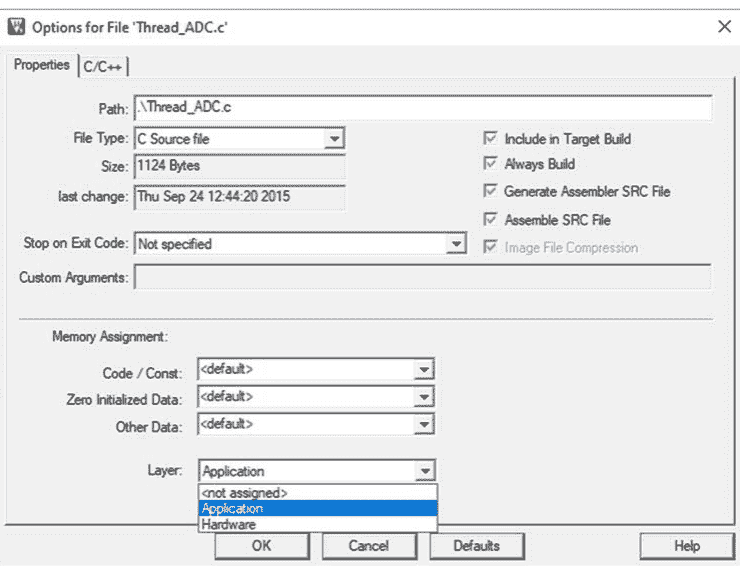 Options for File 'Thread_ADC.c'
Properties C/C++
Path: .\Thread_ADC.c
File Type: C Source file
Include in Target Build
Size: 1124 Bytes
Always Build
last change: Thu Sep 24 12:44:20 2015
Generate Assembler SRC File
Assemble SRC File
Stop on Exit Code: Not specified
Image File Compression
Custom Arguments:
Memory Assignment:
Code / Const: <default>
Zero Initialized Data: <default>
Other Data: <default>
Layer: Application
<not assigned>
Application
Hardware
OK Cancel Defaults Help